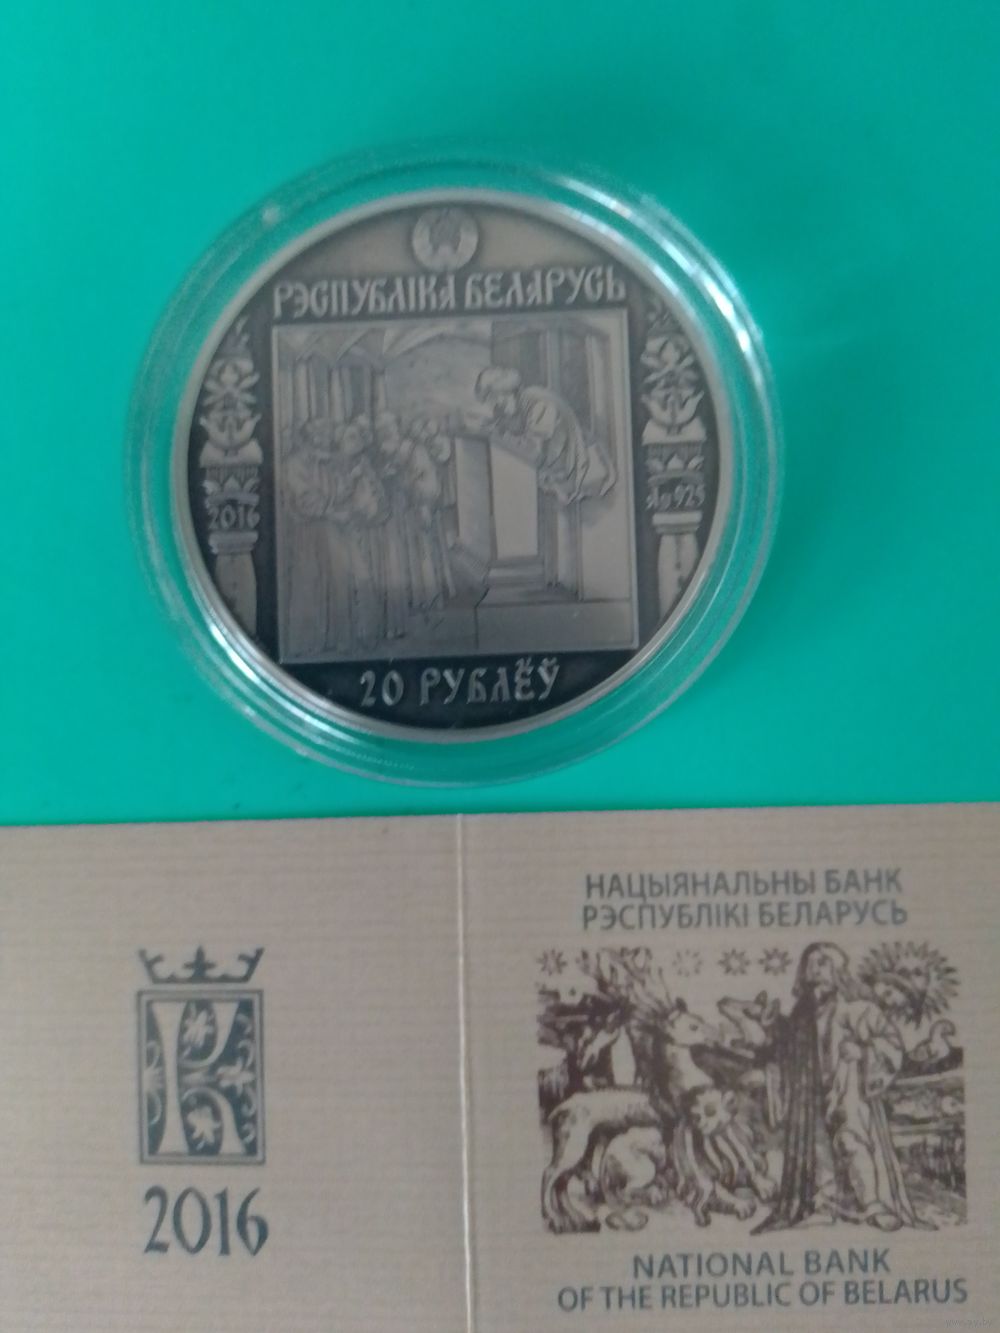 РЭСПУБЛІКА БЕЛАРУСЬ
2016
Ag 925
20 РУБЛЁЎ
НАЦЫЯНАЛЬНЫ БАНК
РЭСПУБЛІКІ БЕЛАРУСЬ
К
2016
NATIONAL BANK
OF THE REPUBLIC OF BELARUS